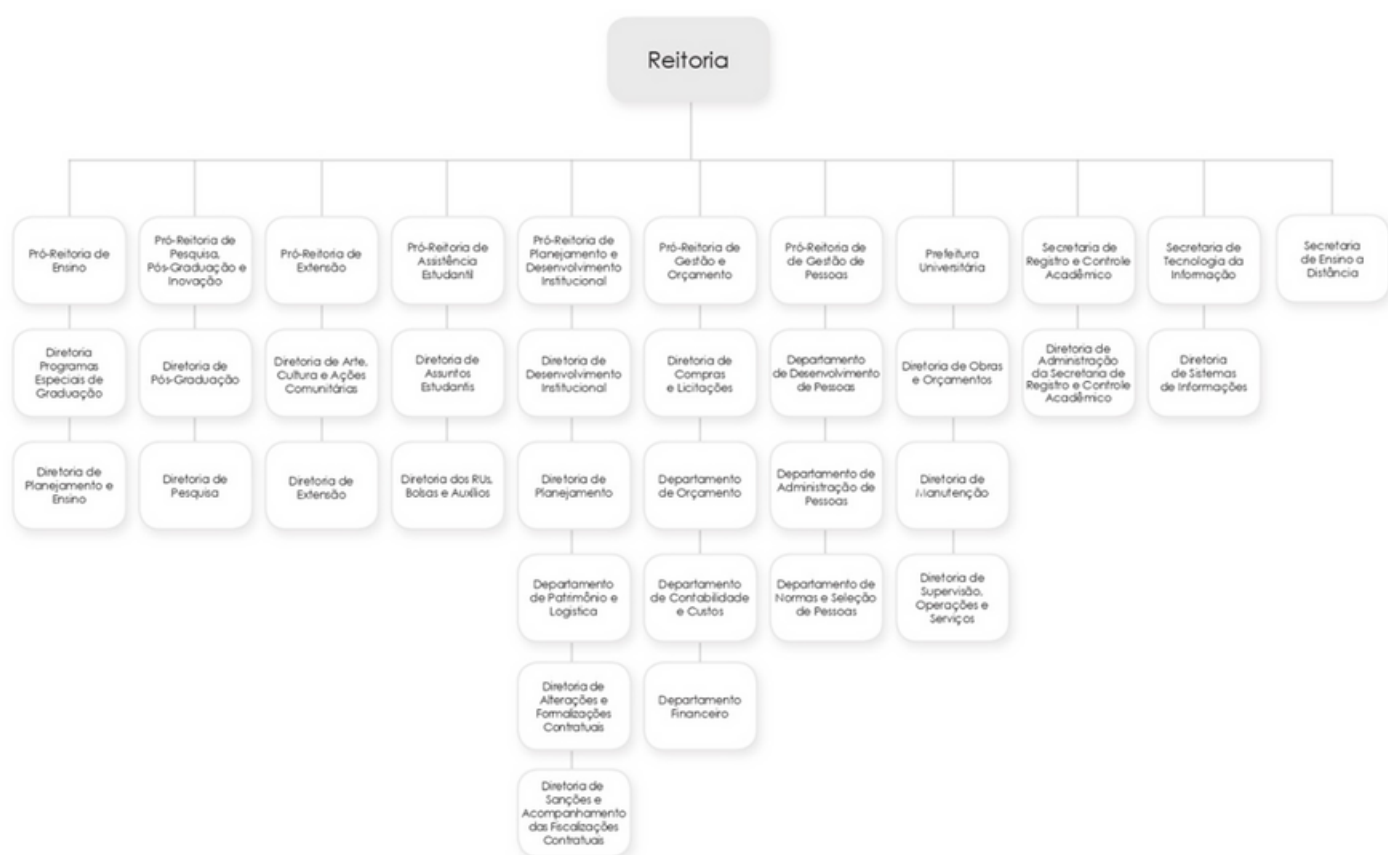 Reitoria
Pró-Reitoria de
Ensino
Pró-Reitoria de
Pesquisa,
Pós-Graduação e
Inovação
Pró-Reitoria de
Extensão
Pró-Reitoria de
Assistência
Estudantil
Pró-Reitoria de
Planejamento e
Desenvolvimento
Institucional
Pró-Reitoria de
Gestão e
Orçamento
Pró-Reitoria
de Gestão de
Pessoas
Prefeitura
Universitária
Secretaria de
Registro e Controle
Acadêmico
Secretaria de
Tecnologia da
Informação
Secretaria
de Ensino a
Distância
Diretoria
Programas
Especiais de
Graduação
Diretoria de
Pós-Graduação
Diretoria de Arte,
Cultura e Ações
Comunitárias
Diretoria de
Assuntos
Estudantis
Diretoria de
Desenvolvimento
Institucional
Diretoria de
Compras
e Licitações
Departamento
de Desenvolvimento
de Pessoas
Diretoria de Obras
e Orçamentos
Diretoria de
Administração
da Secretaria de
Registro e Controle
Acadêmico
Diretoria
de Sistemas
de Informações
Diretoria de
Planejamento e
Ensino
Diretoria de
Pesquisa
Diretoria de
Extensão
Diretoria dos RUs,
Bolsas e Auxílios
Diretoria de
Planejamento
Departamento
de Orçamento
Departamento de
Administração de
Pessoas
Diretoria de
Manutenção
Departamento
de Patrimônio e
Logistica
Departamento
de Contabilidade
e Custos
Departamento de
Normas e Seleção
de Pessoas
Diretoria de
Supervisão,
Operações e
Serviços
Diretoria de
Alterações e
Formalizações
Contratuais
Departamento
Financeiro
Diretoria de
Sanções e
Acompanhamento
das Fiscalizações
Contratuais